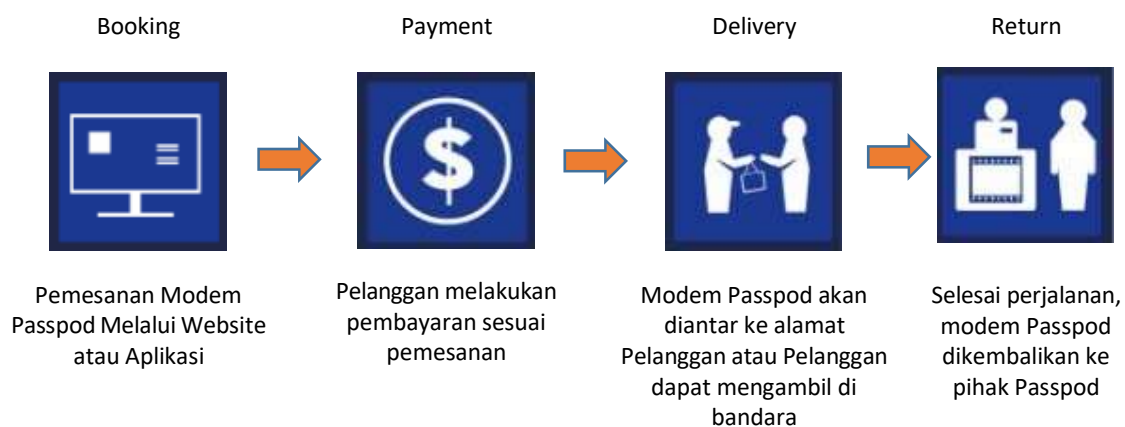 Booking
Payment
Delivery
Return
$
Pemesanan Modem
Passpod Melalui Website
atau Aplikasi
Pelanggan melakukan
pembayaran sesuai
pemesanan
Modem Passpod akan
diantar ke alamat
Pelanggan atau Pelanggan
dapat mengambil di
bandara
Selesai perjalanan,
modem Passpod
dikembalikan ke
pihak Passpod